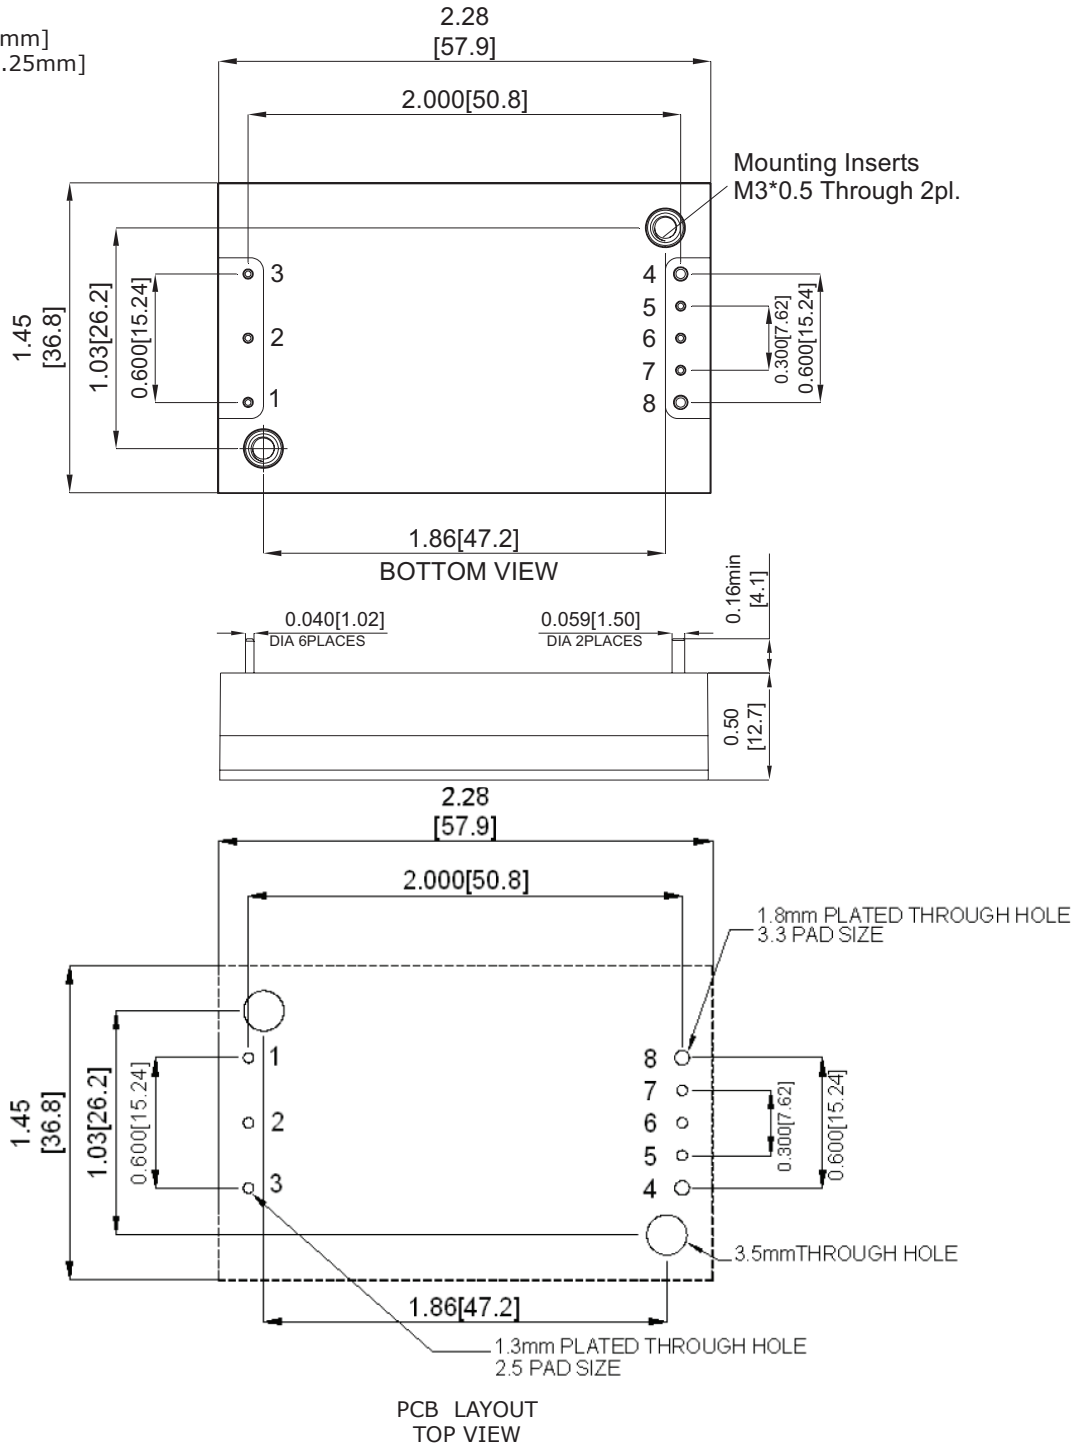 mm]
.25mm]
2.28
[57.9]
2.000[50.8]
Mounting Inserts
M3*0.5 Through 2pl.
1.45
[36.8]
1.03[26.2]
0.600[15.24]
3
2
1
4
5
6
7
8
0.300[7.62]
0.600[15.24]
1.86[47.2]
BOTTOM VIEW
0.16min
[4.1]
0.040[1.02]
DIA 6PLACES
0.059[1.50]
DIA 2PLACES
0.50
[12.7]
2.28
[57.9]
2.000[50.8]
1.8mm PLATED THROUGH HOLE
3.3 PAD SIZE
1.45
[36.8]
1.03[26.2]
0.600[15.24]
1
2
3
8
7
6
5
4
0.300[7.62]
0.600[15.24]
3.5mmTHROUGH HOLE
1.86[47.2]
1.3mm PLATED THROUGH HOLE
2.5 PAD SIZE
PCB LAYOUT
TOP VIEW